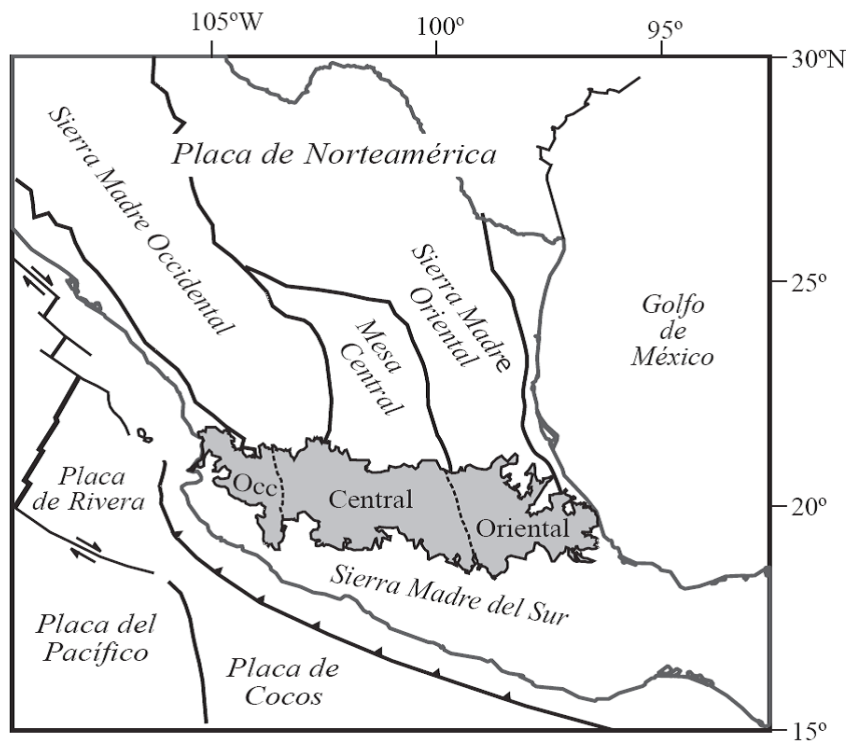 105ºW
100º
95º
30ºN
Sierra Madre Occidental
Placa de Norteamérica
Sierra Madre
Oriental
25º
Golfo
de
México
Mesa
Central
Placa
de Rivera
Occ
Central
Oriental
20º
Sierra Madre del Sur
Placa del
Pacífico
Placa de
Cocos
15º